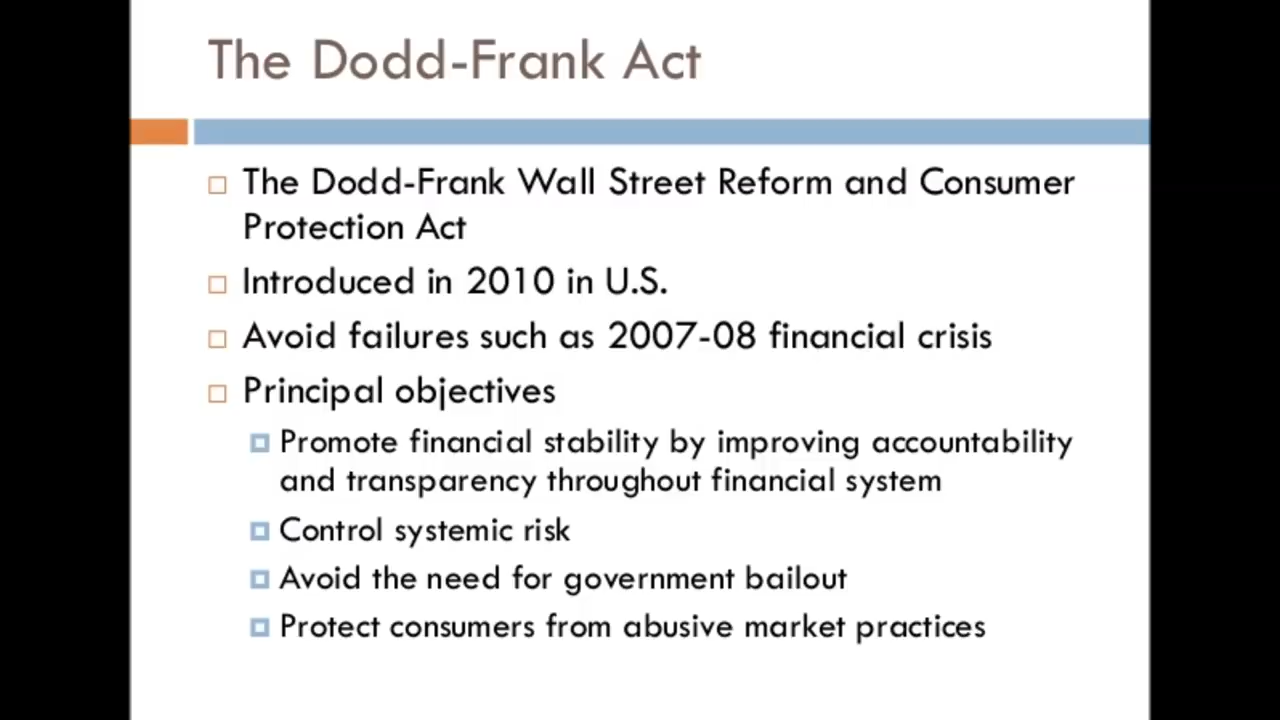 The Dodd-Frank Act
The Dodd-Frank Wall Street Reform and Consumer
Protection Act
Introduced in 2010 in U.S.
Avoid failures such as 2007-08 financial crisis
Principal objectives
Promote financial stability by improving accountability
and transparency throughout financial system
Control systemic risk
Avoid the need for government bailout
Protect consumers from abusive market practices